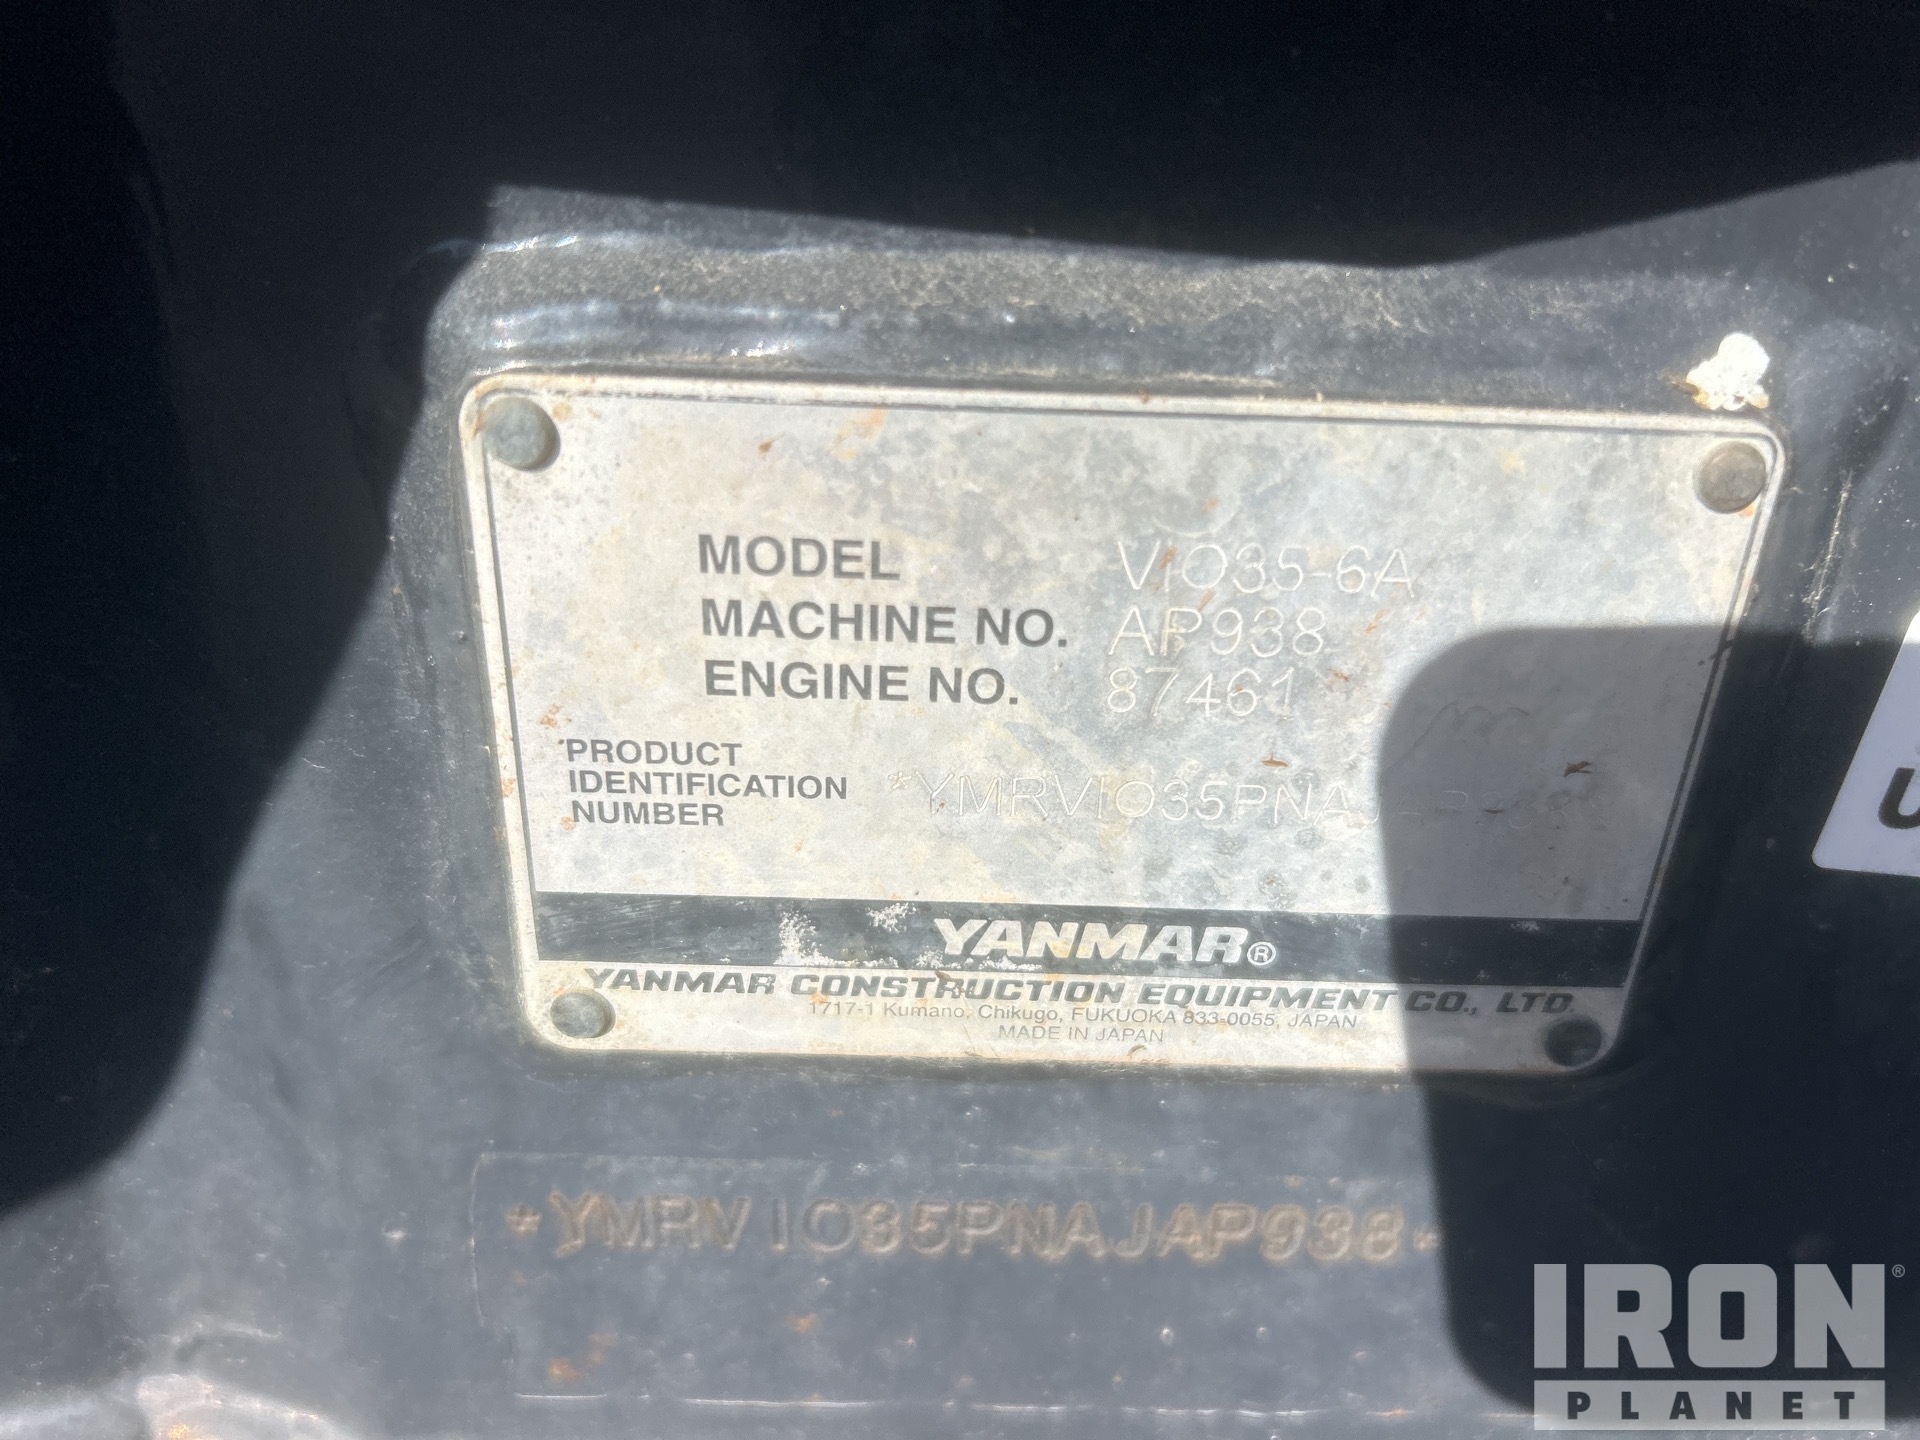 MODEL VIO35-6A
MACHINE NO. AP938
ENGINE NO. 87461
PRODUCT
IDENTIFICATION
NUMBER
*YMRVIO35PNAJAP938
YANMAR®
YANMAR CONSTRUCTION EQUIPMENT CO., LTD.
1717-1 Kumano, Chikugo, FUKUOKA 833-0055, JAPAN
MADE IN JAPAN
*YMRVIO35PNAJAP938*
U
IRON®
PLANET